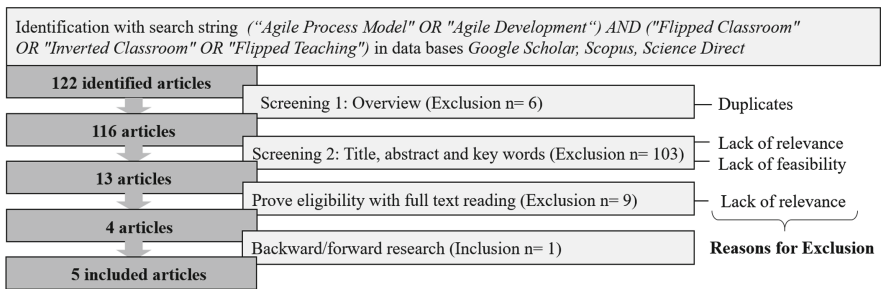 Identification with search string (“Agile Process Model" OR "Agile Development“) AND ("Flipped Classroom"
OR "Inverted Classroom" OR "Flipped Teaching") in data bases Google Scholar, Scopus, Science Direct
122 identified articles
Screening 1: Overview (Exclusion n= 6)
Duplicates
116 articles
Screening 2: Title, abstract and key words (Exclusion n= 103)
Lack of relevance
Lack of feasibility
13 articles
Prove eligibility with full text reading (Exclusion n= 9)
Lack of relevance
4 articles
Backward/forward research (Inclusion n= 1)
Reasons for Exclusion
5 included articles